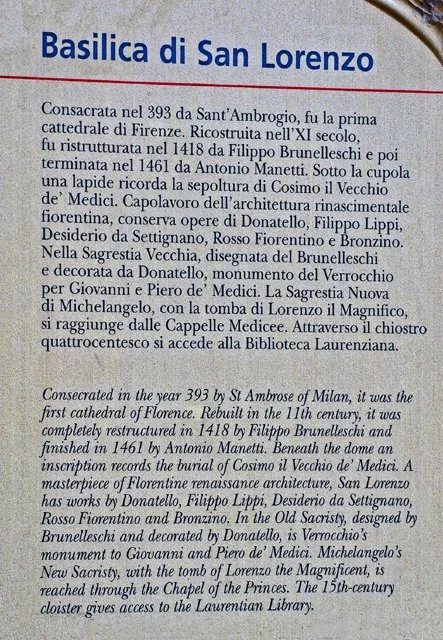 Basilica di San Lorenzo
Consacrata nel 393 da Sant'Ambrogio, fu la prima
cattedrale di Firenze. Ricostruita nell'XI secolo,
fu ristrutturata nel 1418 da Filippo Brunelleschi e poi
terminata nel 1461 da Antonio Manetti. Sotto la cupola
una lapide ricorda la sepoltura di Cosimo il Vecchio
de' Medici. Capolavoro dell'architettura rinascimentale
fiorentina, conserva opere di Donatello, Filippo Lippi,
Desiderio da Settignano, Rosso Fiorentino e Bronzino.
Nella Sagrestia Vecchia, disegnata del Brunelleschi
e decorata da Donatello, monumento del Verrocchio
per Giovanni e Piero de' Medici. La Sagrestia Nuova
di Michelangelo, con la tomba di Lorenzo il Magnifico,
si raggiunge dalle Cappelle Medicee. Attraverso il chiostro
quattrocentesco si accede alla Biblioteca Laurenziana.
Consecrated in the year 393 by St Ambrose of Milan, it was the
first cathedral of Florence. Rebuilt in the 11th century, it was
completely restructured in 1418 by Filippo Brunelleschi and
finished in 1461 by Antonio Manetti. Beneath the dome an
inscription records the burial of Cosimo il Vecchio de' Medici. A
masterpiece of Florentine renaissance architecture, San Lorenzo
has works by Donatello, Filippo Lippi, Desiderio da Settignano,
Rosso Fiorentino and Bronzino. In the Old Sacristy, designed by
Brunelleschi and decorated by Donatello, is Verrocchio's
monument to Giovanni and Piero de' Medici. Michelangelo's
New Sacristy, with the tomb of Lorenzo the Magnificent, is
reached through the Chapel of the Princes. The 15th-century
cloister gives access to the Laurentian Library.